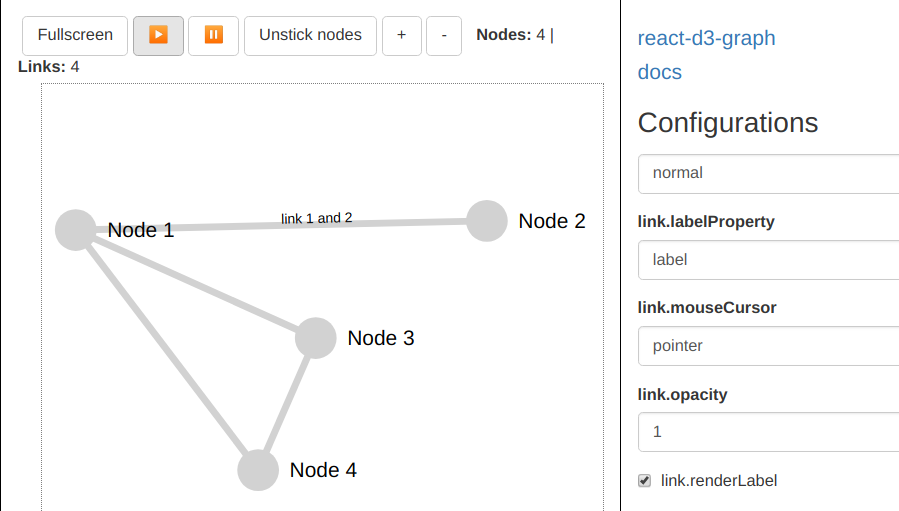 Fullscreen
Unstick nodes
+
-
Nodes: 4 |
Links: 4
link 1 and 2
Node 1
Node 2
Node 3
Node 4
react-d3-graph
docs
Configurations
normal
link.labelProperty
label
link.mouseCursor
pointer
link.opacity
1
link.renderLabel